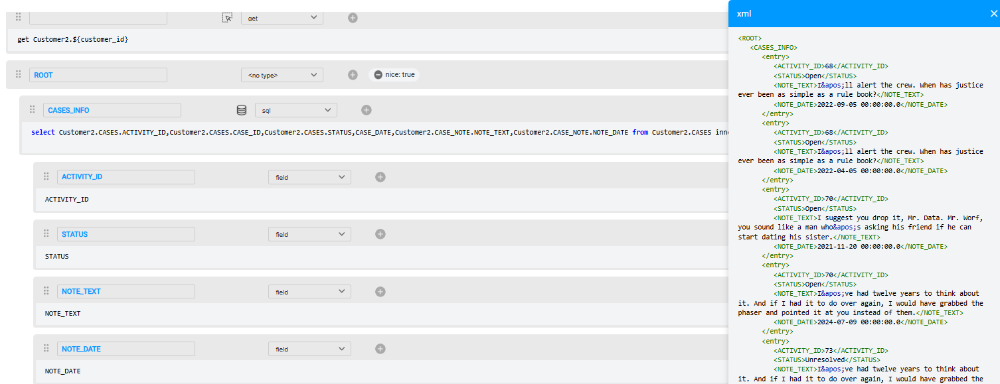 get
get Customer2.${customer_id}
ROOT
<no type>
nice: true
CASES_INFO
sql
select Customer2.CASES.ACTIVITY_ID,Customer2.CASES.CASE_ID,Customer2.CASES.STATUS,CASE_DATE,Customer2.CASE_NOTE.NOTE_TEXT,Customer2.CASE_NOTE.NOTE_DATE from Customer2.CASES inn
ACTIVITY_ID
field
ACTIVITY_ID
STATUS
field
STATUS
NOTE_TEXT
field
NOTE_TEXT
NOTE_DATE
field
NOTE_DATE
xml
<ROOT>
<CASES_INFO>
<entry>
<ACTIVITY_ID>68</ACTIVITY_ID>
<STATUS>Open</STATUS>
<NOTE_TEXT>I&apos;ll alert the crew. When has justice
ever been as simple as a rule book?</NOTE_TEXT>
<NOTE_DATE>2022-09-05 00:00:00.0</NOTE_DATE>
</entry>
<entry>
<ACTIVITY_ID>68</ACTIVITY_ID>
<STATUS>Open</STATUS>
<NOTE_TEXT>I&apos;ll alert the crew. When has justice
ever been as simple as a rule book?</NOTE_TEXT>
<NOTE_DATE>2022-04-05 00:00:00.0</NOTE_DATE>
</entry>
<entry>
<ACTIVITY_ID>70</ACTIVITY_ID>
<STATUS>Open</STATUS>
<NOTE_TEXT>I suggest you drop it, Mr. Data. Mr. Worf,
you sound like a man who&apos;s asking his friend if he can
start dating his sister.</NOTE_TEXT>
<NOTE_DATE>2021-11-20 00:00:00.0</NOTE_DATE>
</entry>
<entry>
<ACTIVITY_ID>70</ACTIVITY_ID>
<STATUS>Open</STATUS>
<NOTE_TEXT>I&apos;ve had twelve years to think about
it. And if I had it to do over again, I would have grabbed the
phaser and pointed it at you instead of them.</NOTE_TEXT>
<NOTE_DATE>2024-07-09 00:00:00.0</NOTE_DATE>
</entry>
<entry>
<ACTIVITY_ID>73</ACTIVITY_ID>
<STATUS>Unresolved</STATUS>
<NOTE_TEXT>I&apos;ve had twelve years to think about
it. And if I had it to do over again, I would have grabbed the